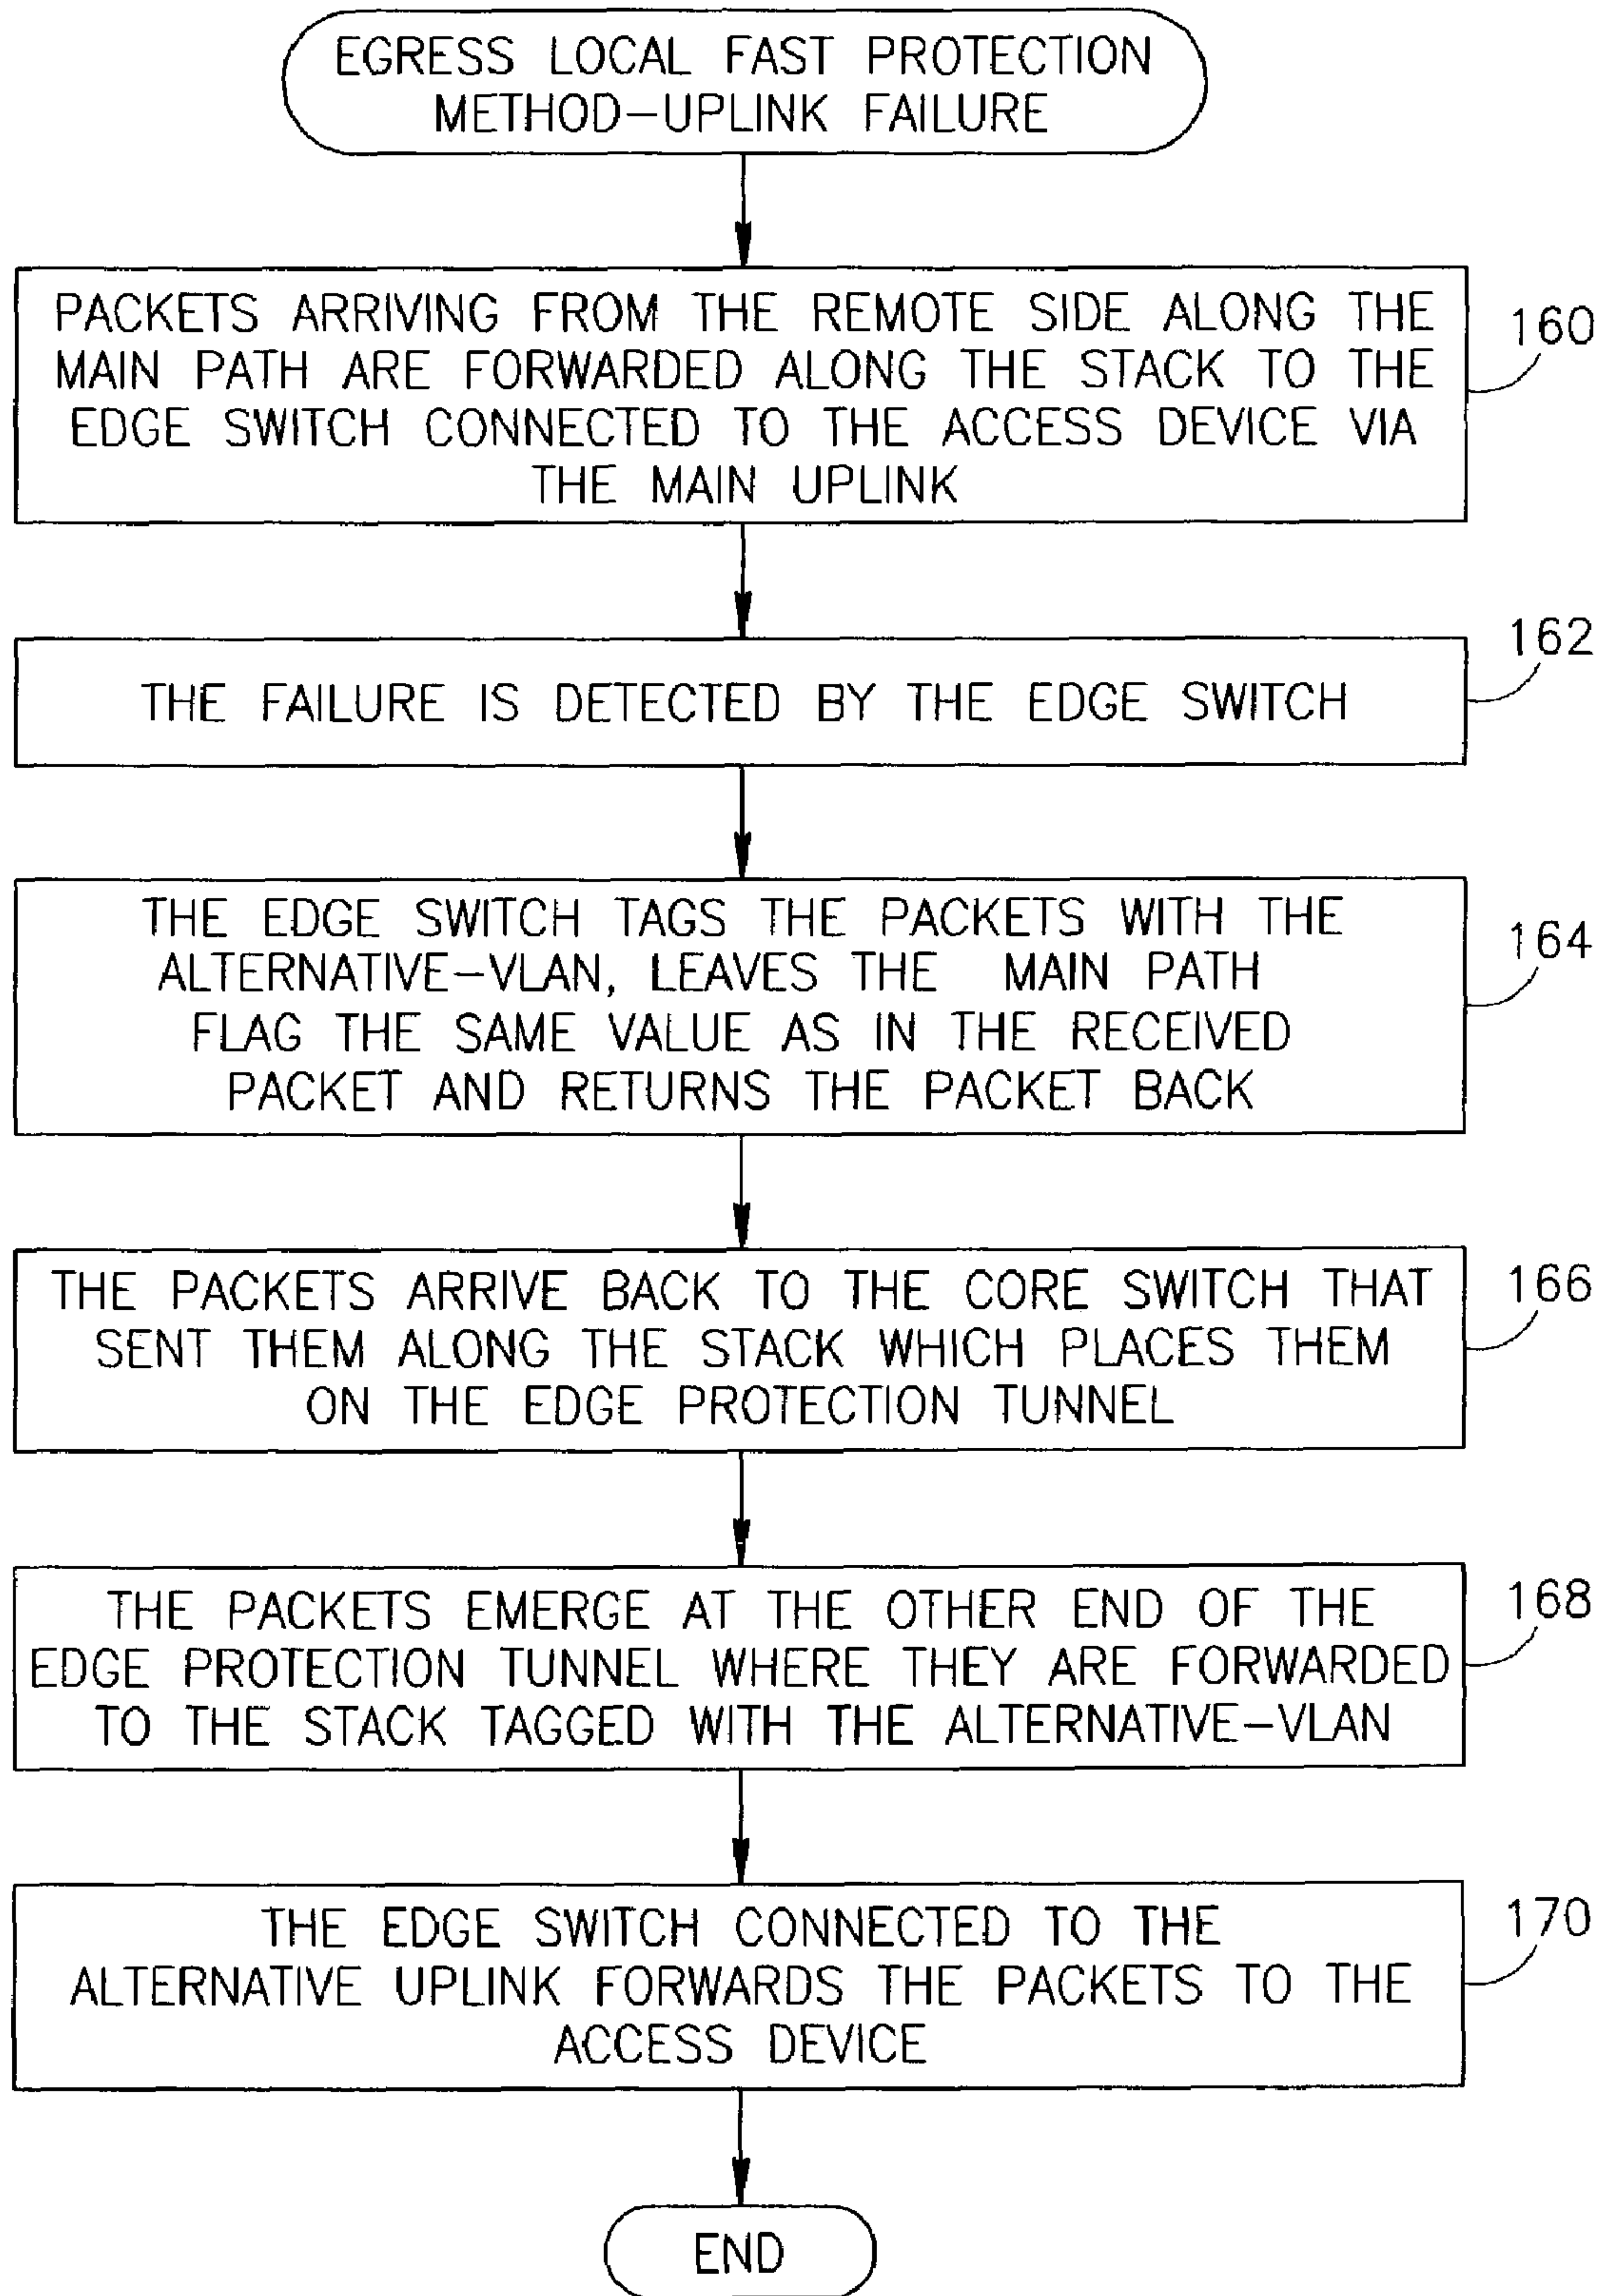 EGRESS LOCAL FAST PROTECTION
METHOD-UPLINK FAILURE
PACKETS ARRIVING FROM THE REMOTE SIDE ALONG THE
MAIN PATH ARE FORWARDED ALONG THE STACK TO THE
EDGE SWITCH CONNECTED TO THE ACCESS DEVICE VIA
THE MAIN UPLINK
160
THE FAILURE IS DETECTED BY THE EDGE SWITCH
162
THE EDGE SWITCH TAGS THE PACKETS WITH THE
ALTERNATIVE-VLAN, LEAVES THE MAIN PATH
FLAG THE SAME VALUE AS IN THE RECEIVED
PACKET AND RETURNS THE PACKET BACK
164
THE PACKETS ARRIVE BACK TO THE CORE SWITCH THAT
SENT THEM ALONG THE STACK WHICH PLACES THEM
ON THE EDGE PROTECTION TUNNEL
166
THE PACKETS EMERGE AT THE OTHER END OF THE
EDGE PROTECTION TUNNEL WHERE THEY ARE FORWARDED
TO THE STACK TAGGED WITH THE ALTERNATIVE-VLAN
168
THE EDGE SWITCH CONNECTED TO THE
ALTERNATIVE UPLINK FORWARDS THE PACKETS TO THE
ACCESS DEVICE
170
END